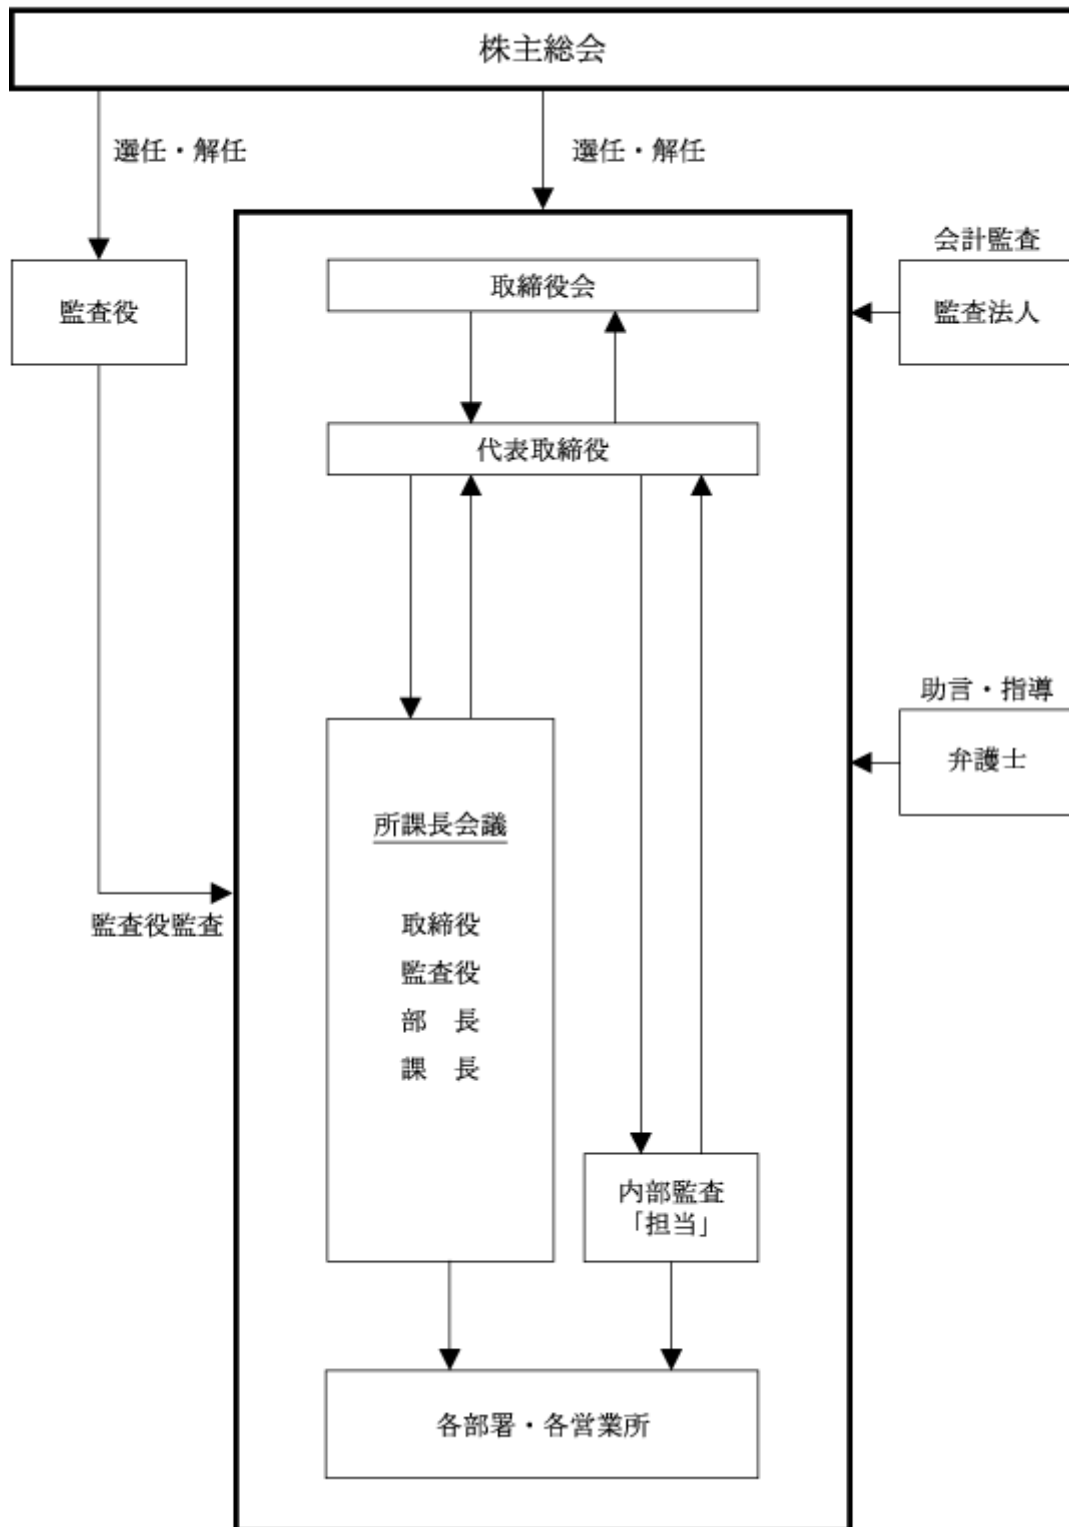 株主総会
選任・解任
選任・解任
会計監査
取締役会
監査役
監査法人
代表取締役
助言・指導
弁護士
所課長会議
監査役監査
取締役
監査役
部　長
課　長
内部監査
「担当」
各部署・各営業所